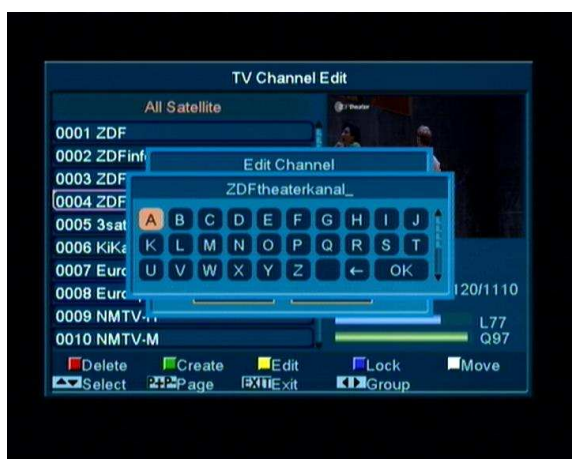 TV Channel Edit
All Satellite
0001 ZDF
0002 ZDFinf
0003 ZDF
0004 ZDF
0005 3sat
0006 KiKa
0007 Euro
0008 Euro
0009 NMTV-H
0010 NMTV-M
Edit Channel
ZDFtheaterkanal_
A B C D E F G H I J
K L M N O P Q R S T
U V W X Y Z ← OK
120/1110
L77
Q97
Delete Create Edit Lock Move
Select P+P- Page EXIT Exit Group